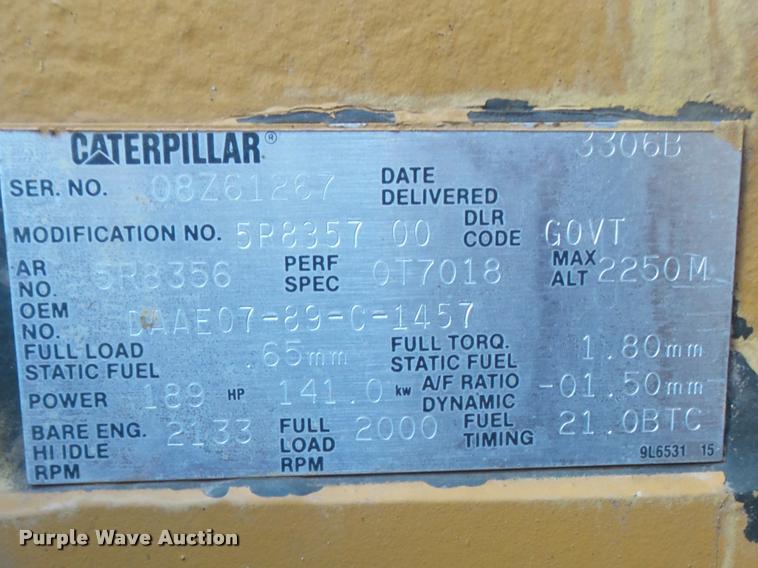 CATERPILLAR® 3306B
SER. NO. 08Z61267 DATE DELIVERED
MODIFICATION NO. 5P8357 00 DLR CODE GOVT
AR NO. 5R8356 PERF SPEC 0T7018 MAX ALT 2250M
OEM NO. DAAE07-89-C-1457
FULL LOAD STATIC FUEL .65mm FULL TORQ. STATIC FUEL 1.80mm
POWER 189 HP 141.0 kw A/F RATIO DYNAMIC -01.50mm
BARE ENG. HI IDLE RPM 2133 FULL LOAD RPM 2000 FUEL TIMING 21.0BTC
9L6531 15
Purple Wave Auction